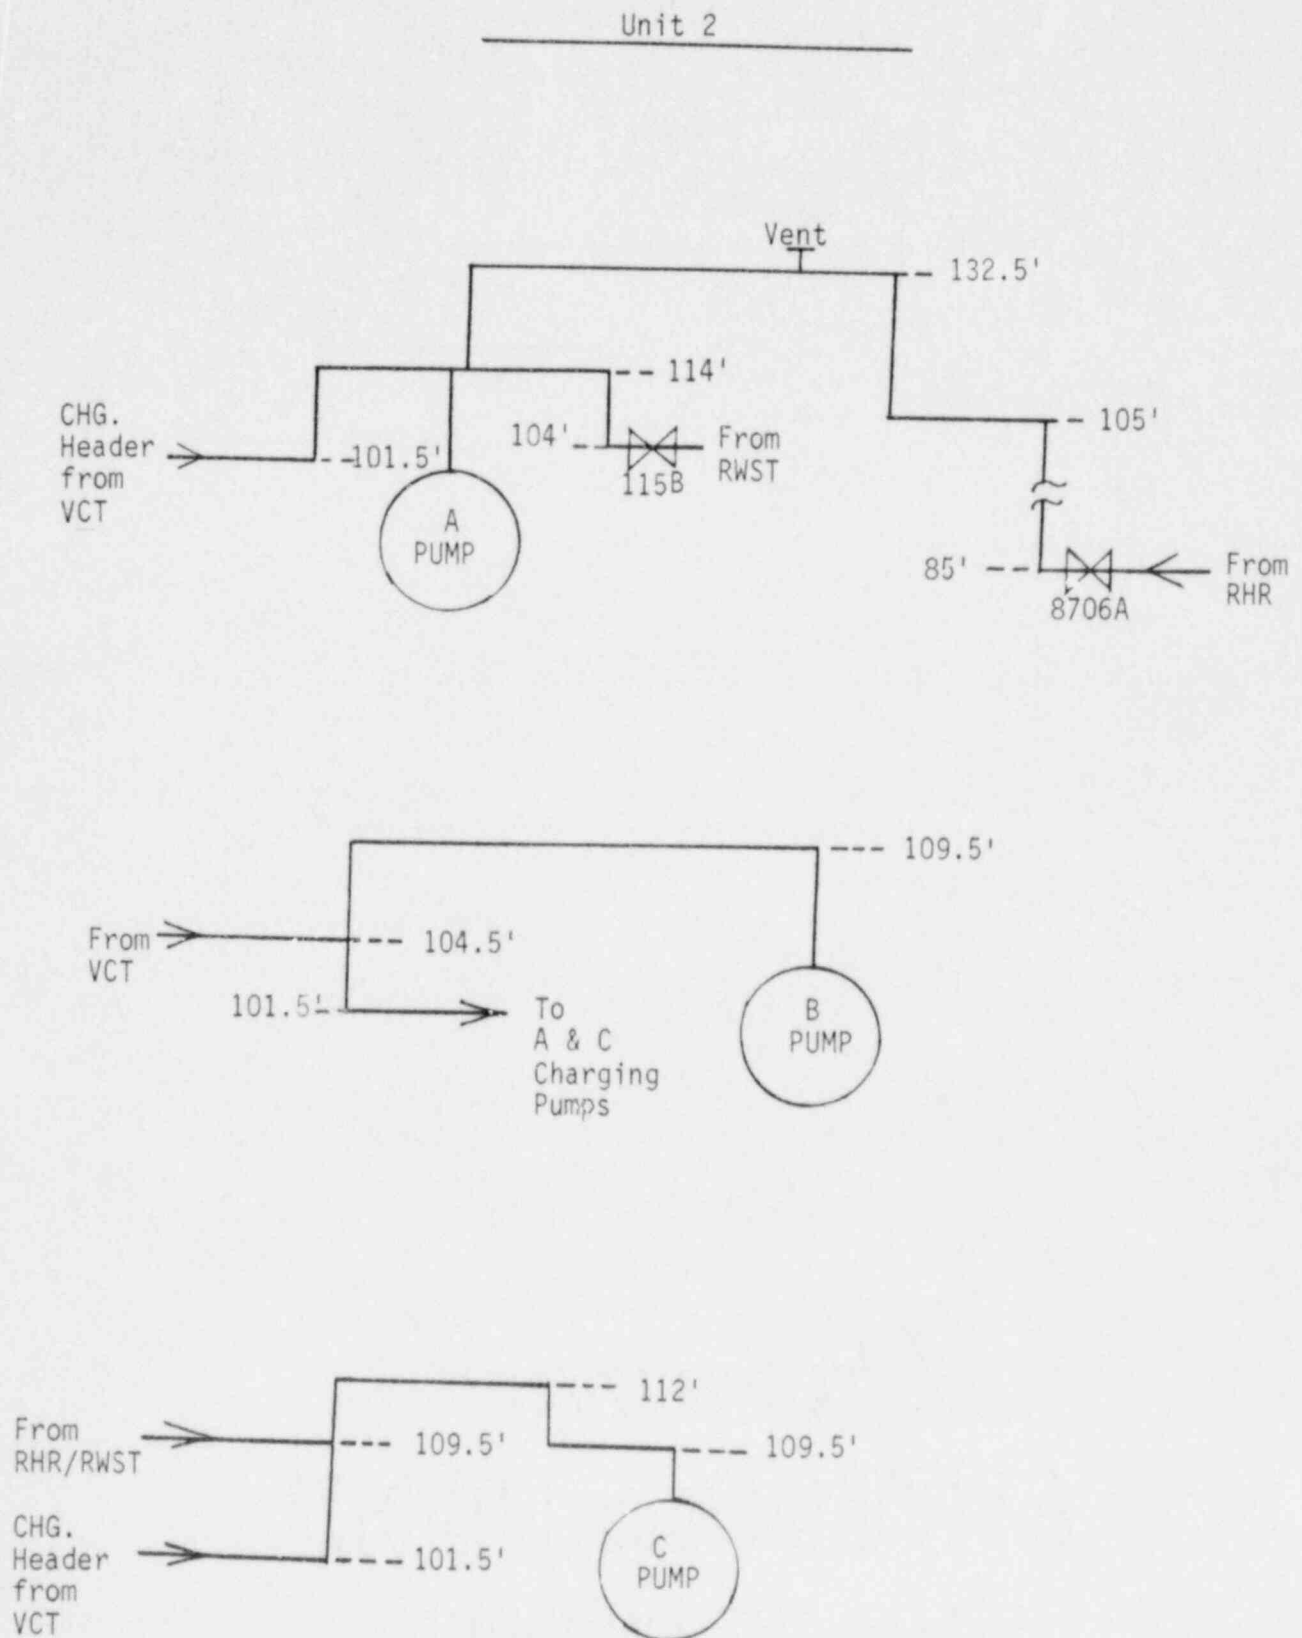 Unit 2
Vent
132.5'
114'
CHG.
Header
from
VCT
101.5'
104'
From
RWST
115B
105'
A
PUMP
85'
8706A
From
RHR
109.5'
From
VCT
104.5'
101.5'
To
A & C
Charging
Pumps
B
PUMP
112'
From
RHR/RWST
109.5'
109.5'
CHG.
Header
from
VCT
101.5'
C
PUMP